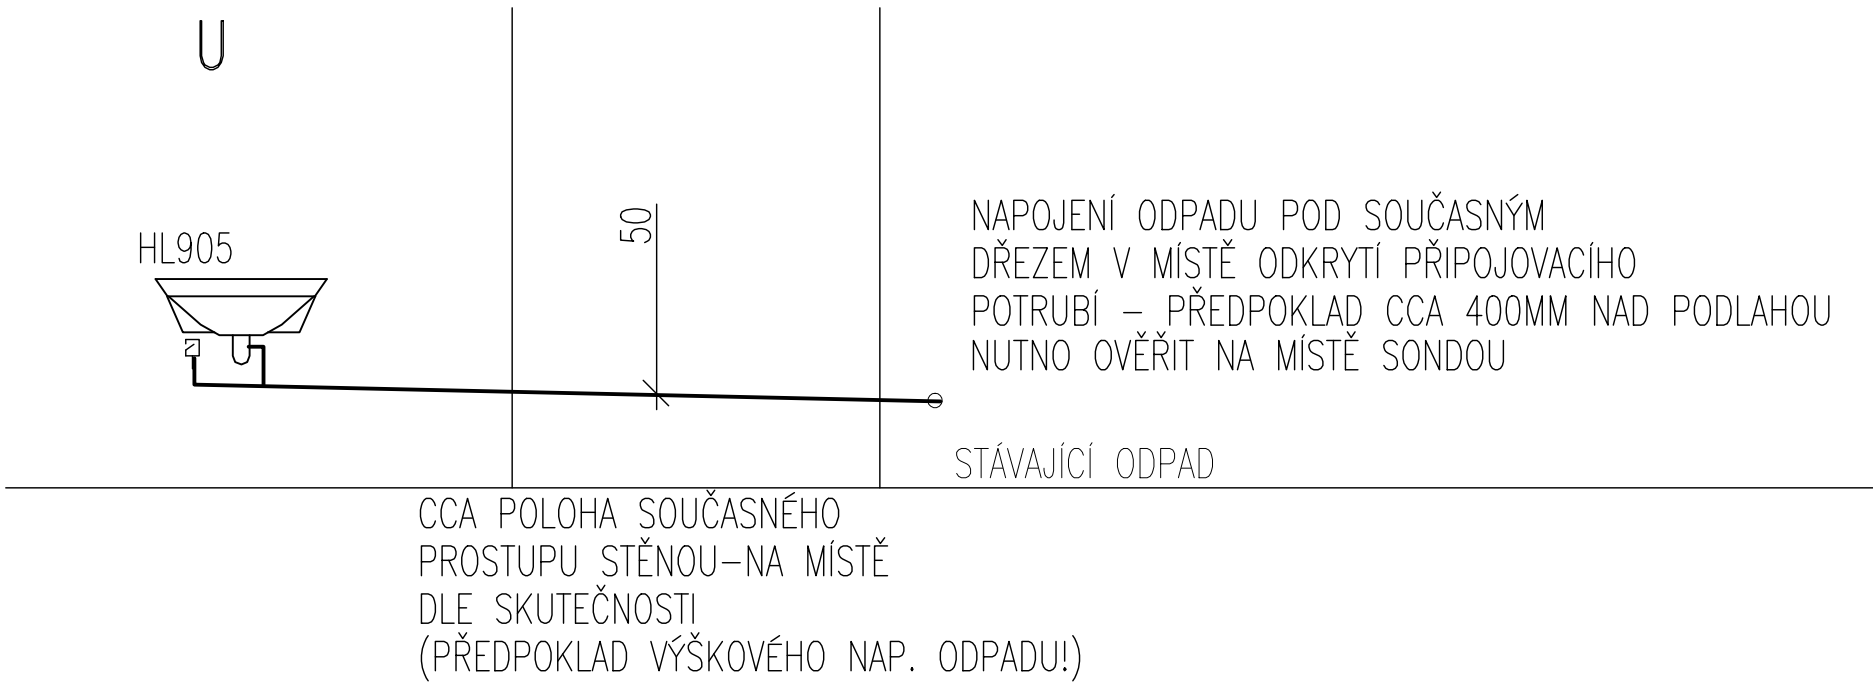 HL905
50
NAPOJENÍ ODPADU POD SOUČASNÝM
DŘEZEM V MÍSTĚ ODKRYTÍ PŘIPOJOVACÍHO
POTRUBÍ – PŘEDPOKLAD CCA 400MM NAD PODLAHOU
NUTNO OVĚŘIT NA MÍSTĚ SONDOU
STÁVAJÍCÍ ODPAD
CCA POLOHA SOUČASNÉHO
PROSTUPU STĚNOU–NA MÍSTĚ
DLE SKUTEČNOSTI
(PŘEDPOKLAD VÝŠKOVÉHO NAP. ODPADU!)